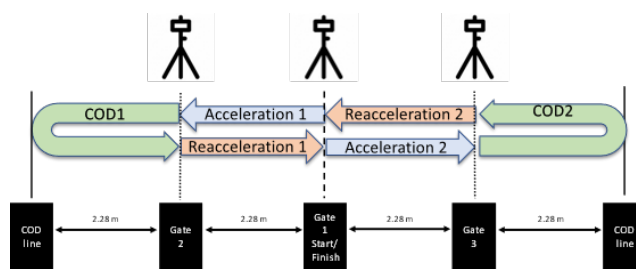 COD1
Acceleration 1
Reacceleration 2
COD2
Reacceleration 1
Acceleration 2
2.28 m
2.28 m
2.28 m
2.28 m
COD
line
Gate
2
Gate
1
Start/
Finish
Gate
3
COD
line